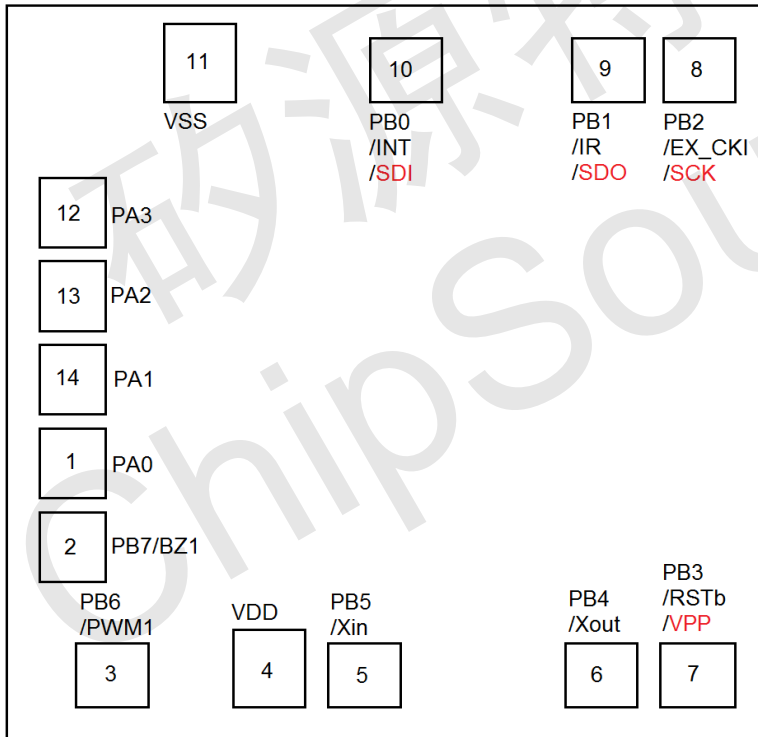 11
10
9
8
VSS
PB0
/INT
/SDI
PB1
/IR
/SDO
PB2
/EX_CKI
/SCK
12 PA3
13 PA2
14 PA1
1 PA0
2 PB7/BZ1
PB6
/PWM1
VDD
PB5
/Xin
PB4
/Xout
PB3
/RSTb
/VPP
3
4
5
6
7
矽源特
ChipSou